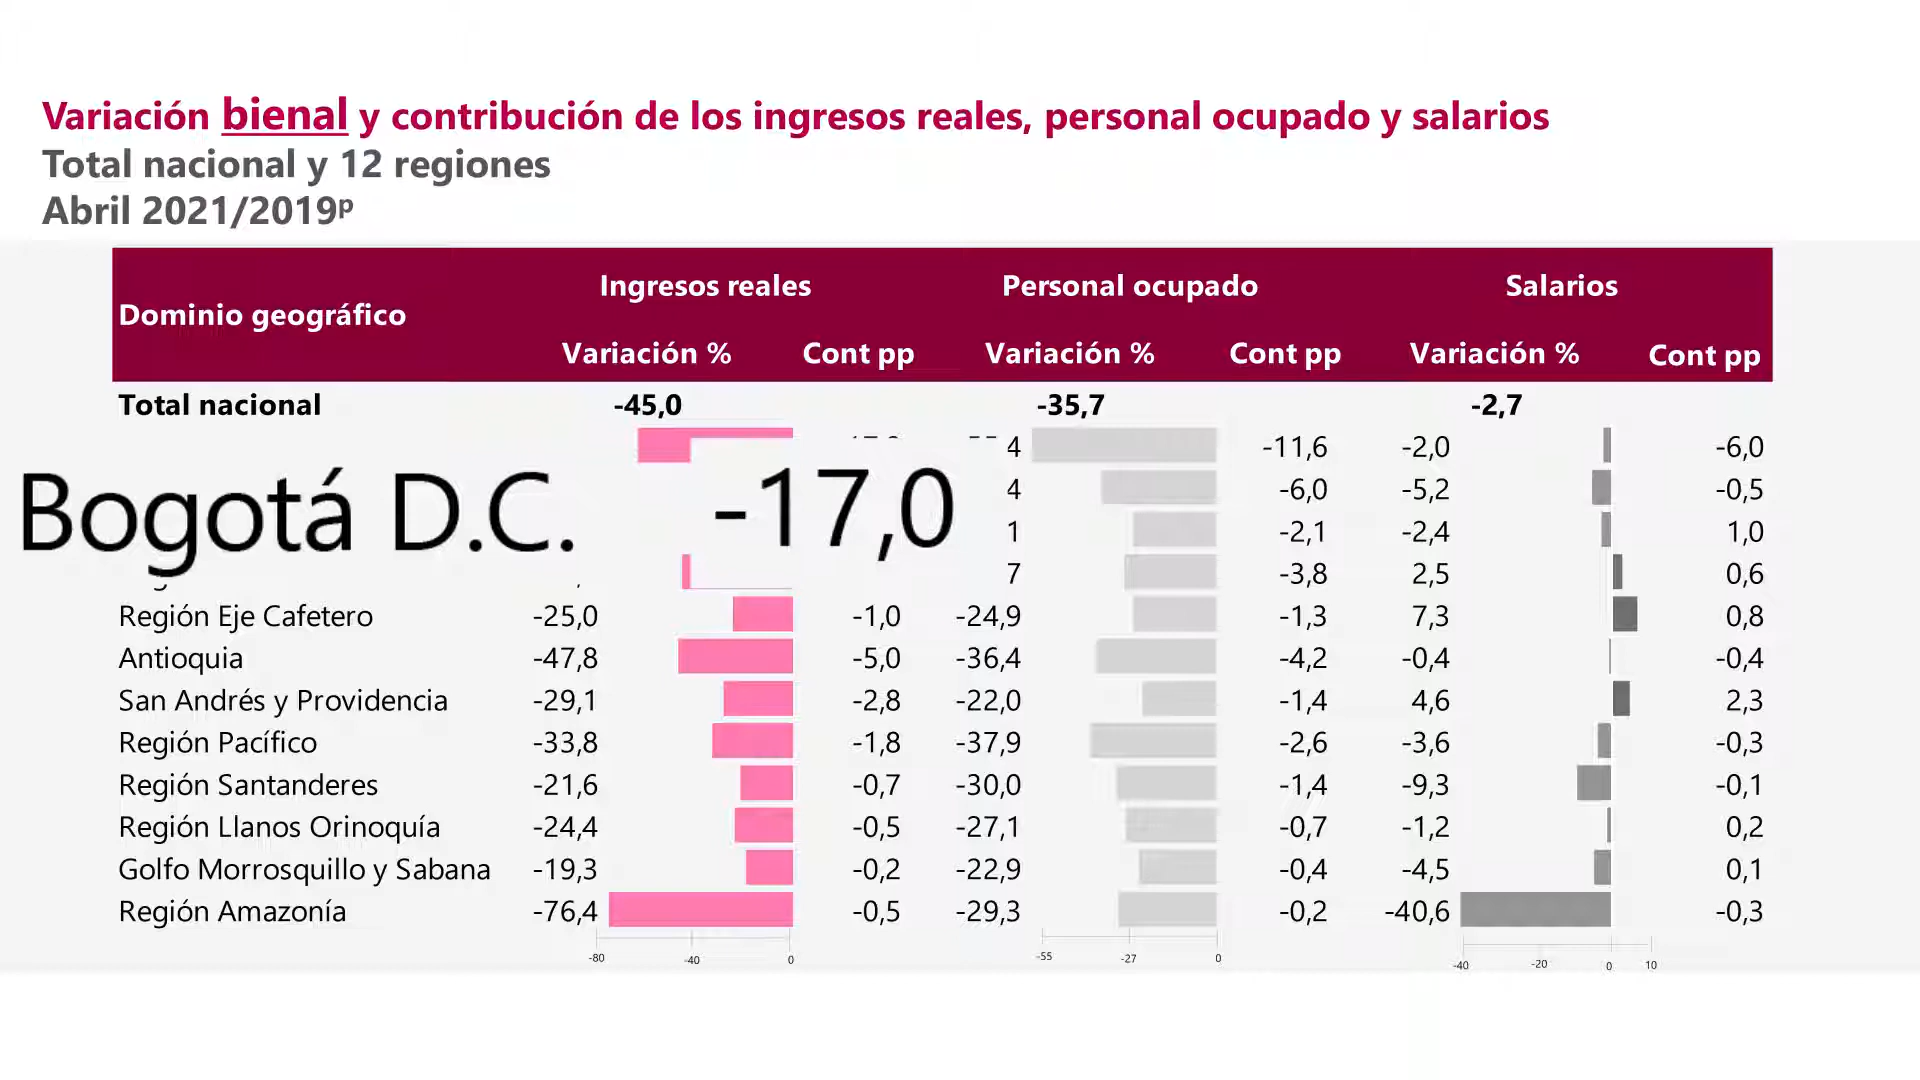 Variación bienal y contribución de los ingresos reales, personal ocupado y salarios
Total nacional y 12 regiones
Abril 2021/2019ᵖ
Dominio geográfico
Ingresos reales Personal ocupado Salarios
Variación % Cont pp Variación % Cont pp Variación % Cont pp
Total nacional -45,0 -35,7 -2,7
4 -11,6 -2,0 -6,0
Bogotá D.C. -17,0
4 -6,0 -5,2 -0,5
1 -2,1 -2,4 1,0
7 -3,8 2,5 0,6
Región Eje Cafetero -25,0 -1,0 -24,9 -1,3 7,3 0,8
Antioquia -47,8 -5,0 -36,4 -4,2 -0,4 -0,4
San Andrés y Providencia -29,1 -2,8 -22,0 -1,4 4,6 2,3
Región Pacífico -33,8 -1,8 -37,9 -2,6 -3,6 -0,3
Región Santanderes -21,6 -0,7 -30,0 -1,4 -9,3 -0,1
Región Llanos Orinoquía -24,4 -0,5 -27,1 -0,7 -1,2 0,2
Golfo Morrosquillo y Sabana -19,3 -0,2 -22,9 -0,4 -4,5 0,1
Región Amazonía -76,4 -0,5 -29,3 -0,2 -40,6 -0,3
-80 -40 0 -55 -27 0 -40 -20 0 10